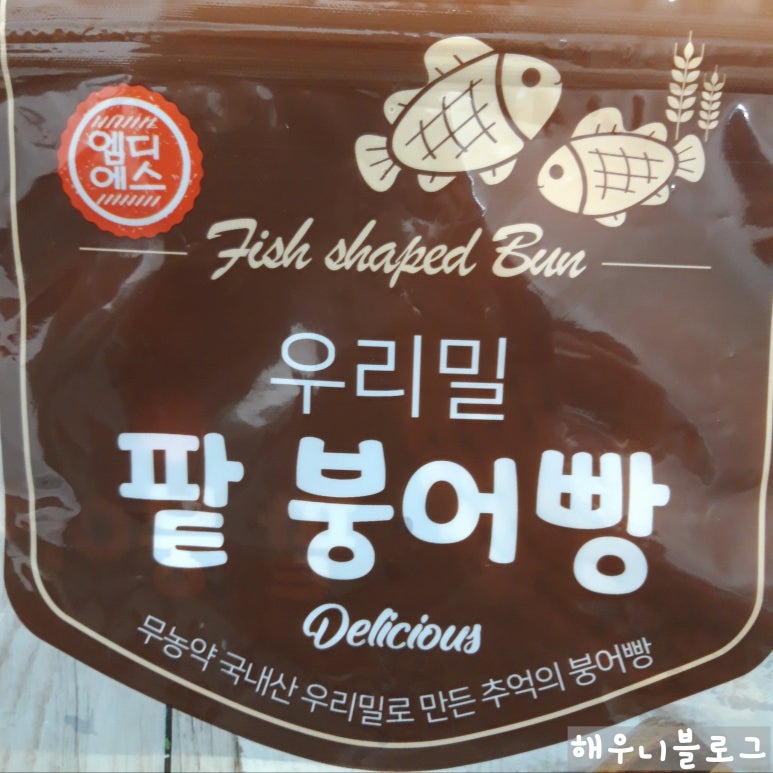 엠디
에스
Fish shaped Bun
우리밀
팥 붕어빵
Delicious
무농약 국내산 우리밀로 만든 추억의 붕어빵
해우니블로그